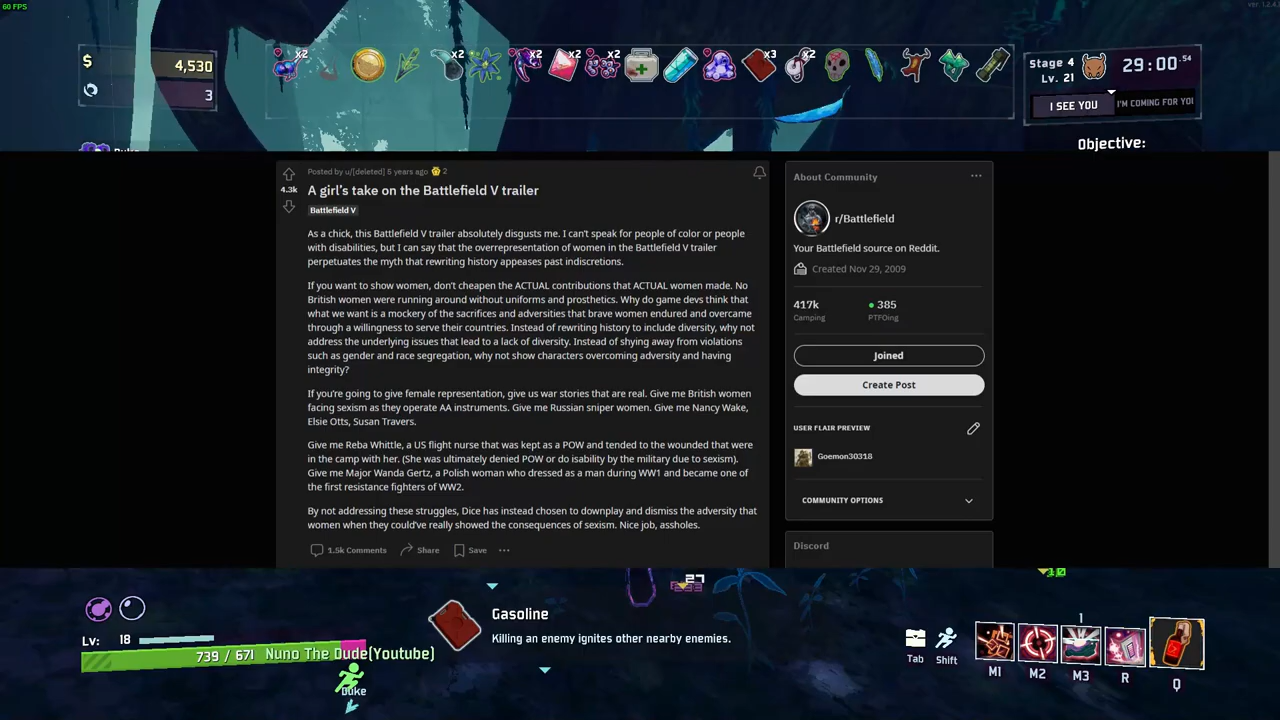 60 FPS
ver. 1.2.4.
$ 4,530
3
x2 x2 x2 x2 x2 x3 x2
Stage 4
Lv. 21
29:00.54
I SEE YOU
I'M COMING FOR YOU
Objective:
Posted by u/[deleted] 6 years ago 2
4.3k
A girl's take on the Battlefield V trailer
Battlefield V
As a chick, this Battlefield V trailer absolutely disgusts me. I can't speak for people of color or people
with disabilities, but I can say that the overrepresentation of women in the Battlefield V trailer
perpetuates the myth that rewriting history appeases past indiscretions.
If you want to show women, don't cheapen the ACTUAL contributions that ACTUAL women made. No
British women were running around without uniforms and prosthetics. Why do game devs think that
what we want is a mockery of the sacrifices and adversities that brave women endured and overcame
through a willingness to serve their countries. Instead of rewriting history to include diversity, why not
address the underlying issues that lead to a lack of diversity. Instead of shying away from violations
such as gender and race segregation, why not show characters overcoming adversity and having
integrity?
If you're going to give female representation, give us war stories that are real. Give me British women
facing sexism as they operate AA instruments. Give me Russian sniper women. Give me Nancy Wake,
Elsie Otts, Susan Travers.
Give me Reba Whittle, a US flight nurse that was kept as a POW and tended to the wounded that were
in the camp with her. (She was ultimately denied POW or do isability by the military due to sexism).
Give me Major Wanda Gertz, a Polish woman who dressed as a man during WW1 and became one of
the first resistance fighters of WW2.
By not addressing these struggles, Dice has instead chosen to downplay and dismiss the adversity that
women when they could've really showed the consequences of sexism. Nice job, assholes.
1.5k Comments Share Save
About Community
r/Battlefield
Your Battlefield source on Reddit.
Created Nov 29, 2009
417k 385
Camping PTFOing
Joined
Create Post
USER FLAIR PREVIEW
Goemon30318
COMMUNITY OPTIONS
Discord
27
Lv: 18
739 / 671 Nuno The Dude(Youtube)
Duke
Gasoline
Killing an enemy ignites other nearby enemies.
1
Tab Shift M1 M2 M3 R Q